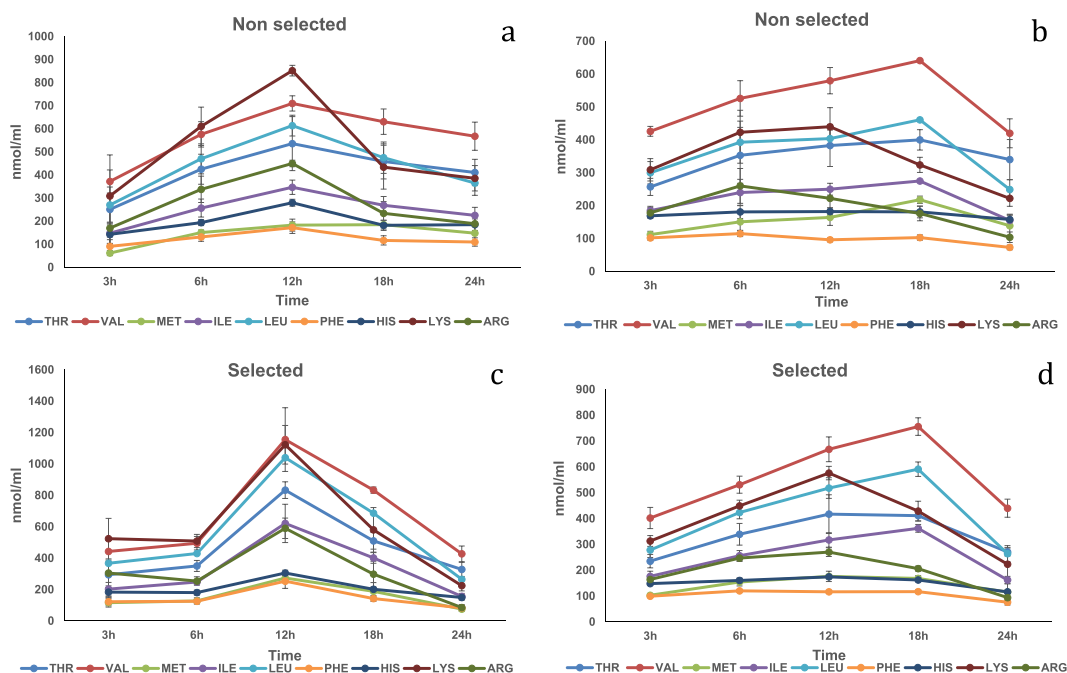 Non selected
a
1000
900
800
700
600
500
400
300
200
100
0
nmol/ml
3h 6h 12h 18h 24h
Time
THR VAL MET ILE LEU PHE HIS LYS ARG
Non selected
b
700
600
500
400
300
200
100
0
nmol/ml
3h 6h 12h 18h 24h
Time
THR VAL MET ILE LEU PHE HIS LYS ARG
Selected
c
1600
1400
1200
1000
800
600
400
200
0
nmol/ml
3h 6h 12h 18h 24h
Time
THR VAL MET ILE LEU PHE HIS LYS ARG
Selected
d
900
800
700
600
500
400
300
200
100
0
nmol/ml
3h 6h 12h 18h 24h
Time
THR VAL MET ILE LEU PHE HIS LYS ARG